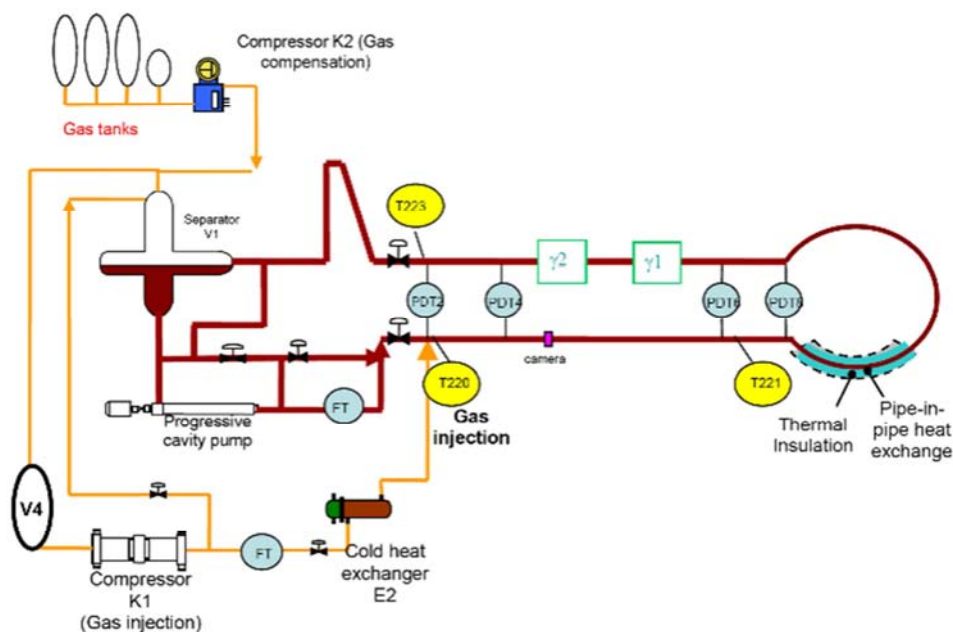 Compressor K2 (Gas
compensation)
Gas tanks
Separator
V1
T223
γ2
γ1
PDT2
PDT4
PDT6
PDT8
camera
T220
T221
Gas
injection
FT
Progressive
cavity pump
Thermal
Insulation
Pipe-in-
pipe heat
exchange
V4
FT
Compressor
K1
(Gas injection)
Cold heat
exchanger
E2